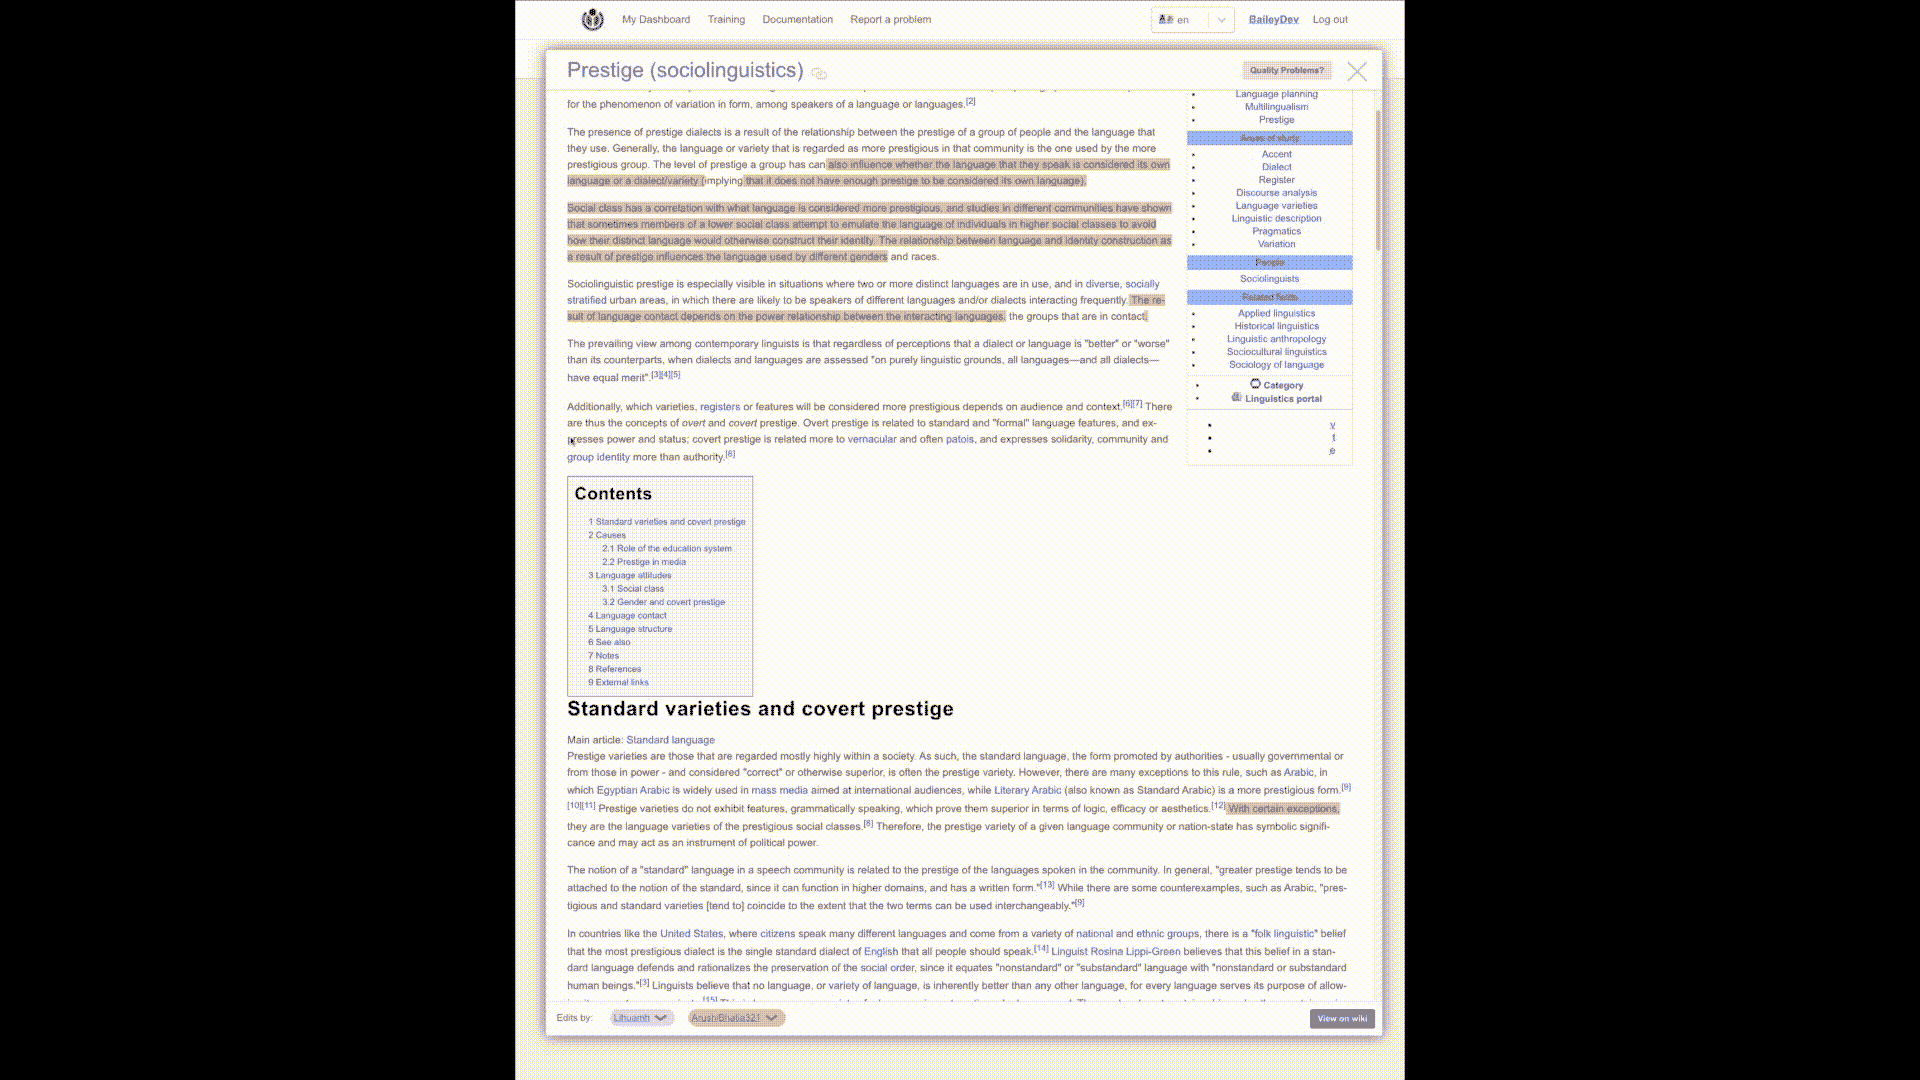 My Dashboard Training Documentation Report a problem en BaileyDev Log out
Prestige (sociolinguistics) Quality Problems?
for the phenomenon of variation in form, among speakers of a language or languages.[2]
The presence of prestige dialects is a result of the relationship between the prestige of a group of people and the language that
they use. Generally, the language or variety that is regarded as more prestigious in that community is the one used by the more
prestigious group. The level of prestige a group has can also influence whether the language that they speak is considered its own
language or a dialect/variety (implying that it does not have enough prestige to be considered its own language).
Social class has a correlation with what language is considered more prestigious, and studies in different communities have shown
that sometimes members of a lower social class attempt to emulate the language of individuals in higher social classes to avoid
how their distinct language would otherwise construct their identity. The relationship between language and identity construction as
a result of prestige influences the language used by different genders and races.
Sociolinguistic prestige is especially visible in situations where two or more distinct languages are in use, and in diverse, socially
stratified urban areas, in which there are likely to be speakers of different languages and/or dialects interacting frequently. The re-
sult of language contact depends on the power relationship between the interacting languages. the groups that are in contact.
The prevailing view among contemporary linguists is that regardless of perceptions that a dialect or language is "better" or "worse"
than its counterparts, when dialects and languages are assessed "on purely linguistic grounds, all languages—and all dialects—
have equal merit".[3][4][5]
Additionally, which varieties, registers or features will be considered more prestigious depends on audience and context.[6][7] There
are thus the concepts of overt and covert prestige. Overt prestige is related to standard and "formal" language features, and ex-
presses power and status; covert prestige is related more to vernacular and often patois, and expresses solidarity, community and
group identity more than authority.[8]
Language planning
Multilingualism
Prestige
Areas of study
Accent
Dialect
Register
Discourse analysis
Language varieties
Linguistic description
Pragmatics
Variation
People
Sociolinguists
Related fields
Applied linguistics
Historical linguistics
Linguistic anthropology
Sociocultural linguistics
Sociology of language
Category
Linguistics portal
v
t
e
Contents
1 Standard varieties and covert prestige
2 Causes
2.1 Role of the education system
2.2 Prestige in media
3 Language attitudes
3.1 Social class
3.2 Gender and covert prestige
4 Language contact
5 Language structure
6 See also
7 Notes
8 References
9 External links
Standard varieties and covert prestige
Main article: Standard language
Prestige varieties are those that are regarded mostly highly within a society. As such, the standard language, the form promoted by authorities - usually governmental or
from those in power - and considered "correct" or otherwise superior, is often the prestige variety. However, there are many exceptions to this rule, such as Arabic, in
which Egyptian Arabic is widely used in mass media aimed at international audiences, while Literary Arabic (also known as Standard Arabic) is a more prestigious form.[9]
[10][11] Prestige varieties do not exhibit features, grammatically speaking, which prove them superior in terms of logic, efficacy or aesthetics.[12] With certain exceptions,
they are the language varieties of the prestigious social classes.[8] Therefore, the prestige variety of a given language community or nation-state has symbolic signifi-
cance and may act as an instrument of political power.
The notion of a "standard" language in a speech community is related to the prestige of the languages spoken in the community. In general, "greater prestige tends to be
attached to the notion of the standard, since it can function in higher domains, and has a written form."[13] While there are some counterexamples, such as Arabic, "pres-
tigious and standard varieties [tend to] coincide to the extent that the two terms can be used interchangeably."[9]
In countries like the United States, where citizens speak many different languages and come from a variety of national and ethnic groups, there is a "folk linguistic" belief
that the most prestigious dialect is the single standard dialect of English that all people should speak.[14] Linguist Rosina Lippi-Green believes that this belief in a stan-
dard language defends and rationalizes the preservation of the social order, since it equates "nonstandard" or "substandard" language with "nonstandard or substandard
human beings."[3] Linguists believe that no language, or variety of language, is inherently better than any other language, for every language serves its purpose of allow-
Edits by: Lihuamh ArushiBhatia321 View on wiki